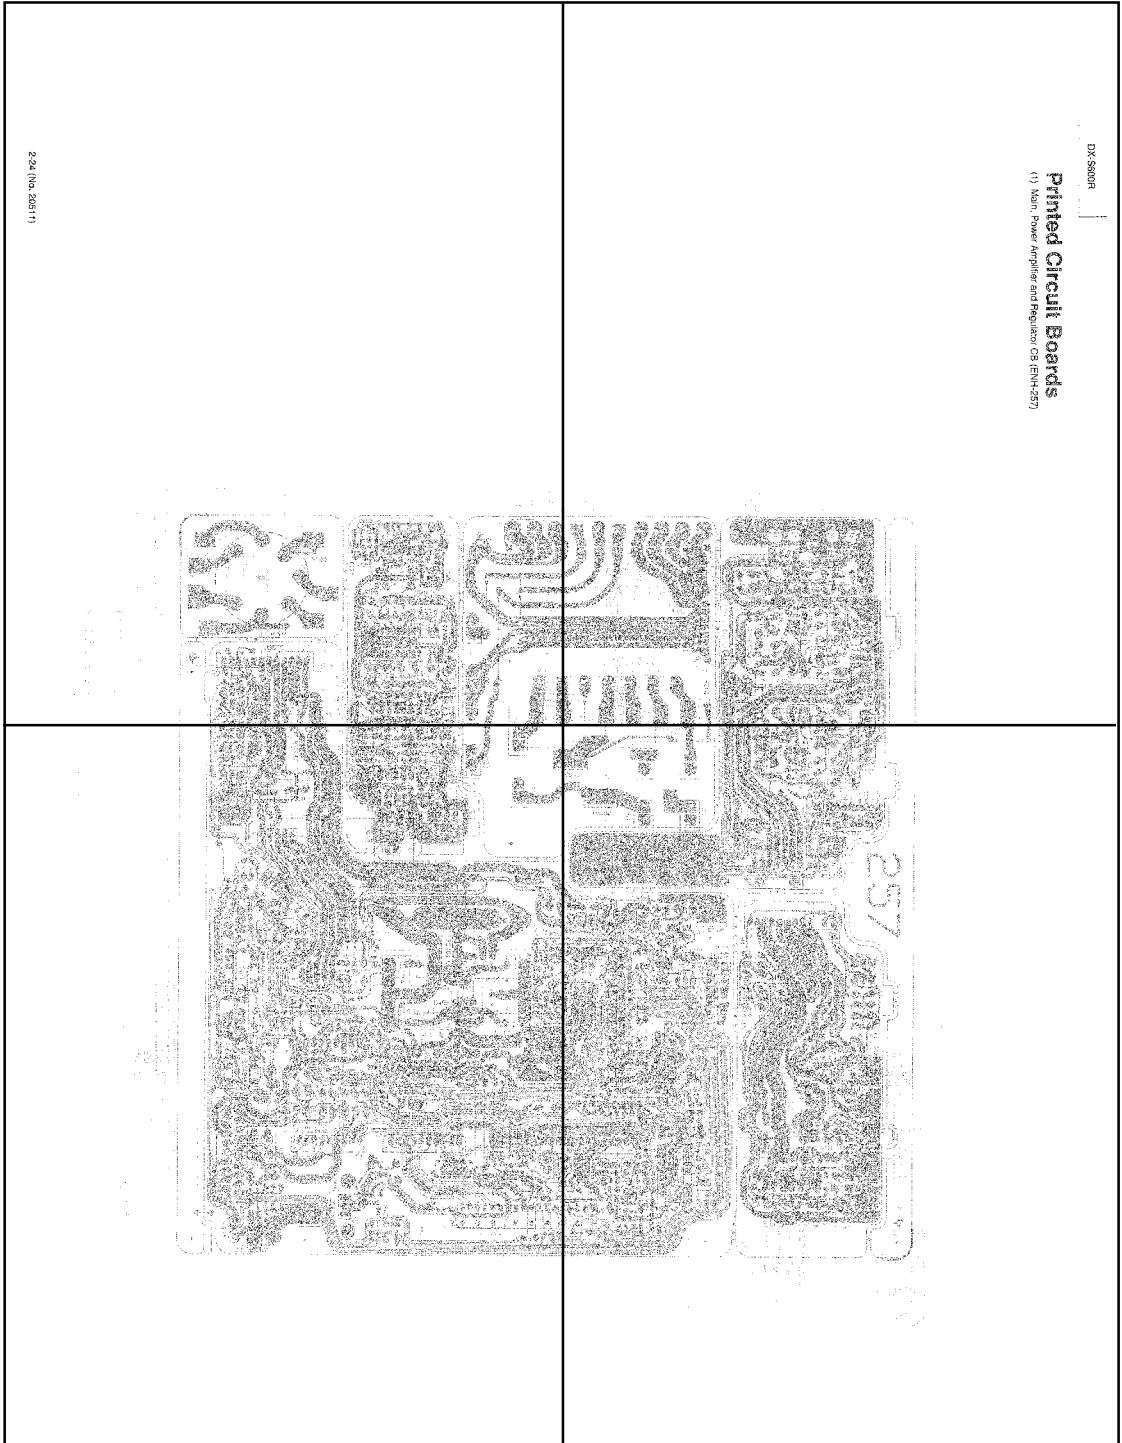 DX-S600R
Printed Circuit Boards
(1) Main, Power Amplifier and Regulator CB (ENH-257)
257
2-24 (No. 20511)